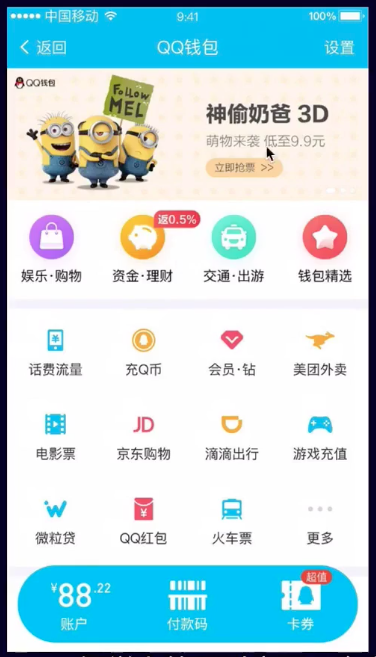 中国移动 9:41 100%
返回 QQ钱包 设置
QQ钱包
FOLLOW
MEL
神偷奶爸 3D
萌物来袭 低至9.9元
立即抢票 >>
返0.5%
娱乐·购物 资金·理财 交通·出游 钱包精选
话费流量 充Q币 会员·钻 美团外卖
JD
电影票 京东购物 滴滴出行 游戏充值
微粒贷 QQ红包 火车票 更多
超值
¥88.22
账户 付款码 卡券